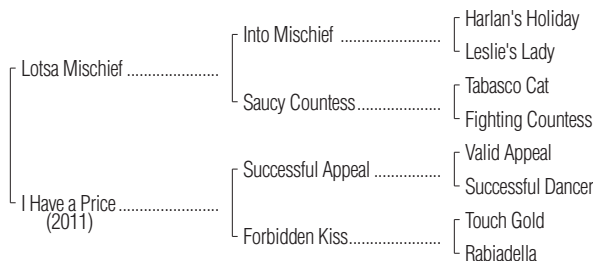 Harlan's Holiday
Into Mischief ......................
Leslie's Lady
Lotsa Mischief ....................
Tabasco Cat
Saucy Countess..................
Fighting Countess
Valid Appeal
Successful Appeal ..............
Successful Dancer
I Have a Price ......................
(2011)
Touch Gold
Forbidden Kiss....................
Rabiadella